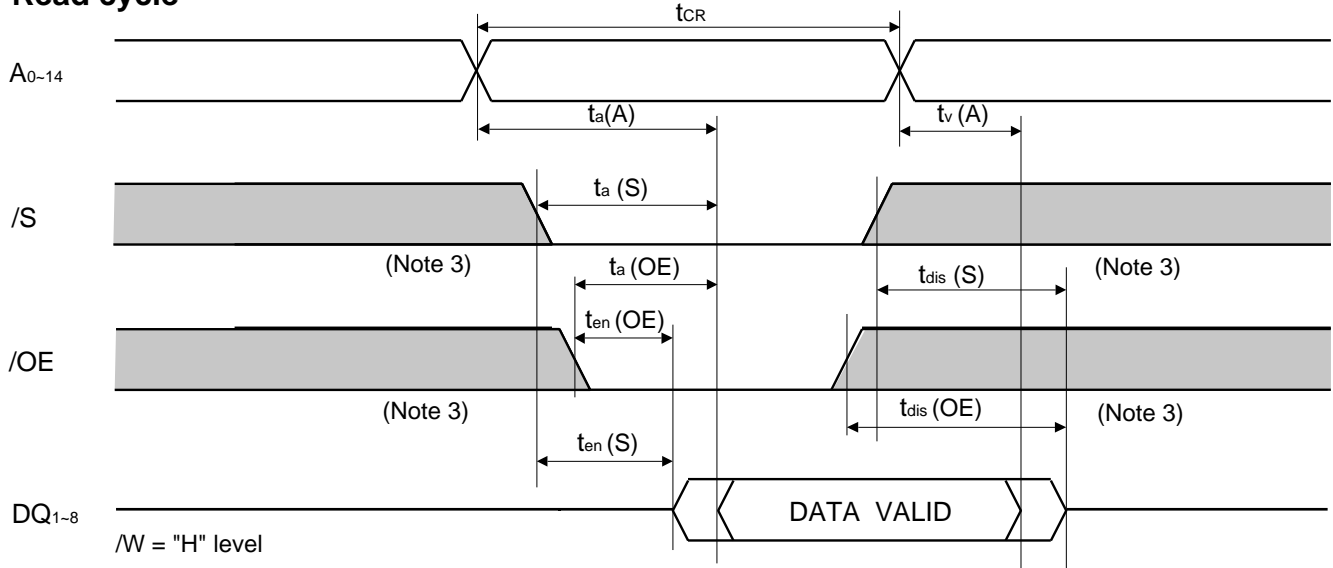 Read cycle
tCR
A0~14
ta(A)
tv (A)
ta (S)
/S
(Note 3)
ta (OE)
tdis (S)
(Note 3)
ten (OE)
/OE
(Note 3)
tdis (OE)
(Note 3)
ten (S)
DQ1~8
DATA VALID
/W = "H" level